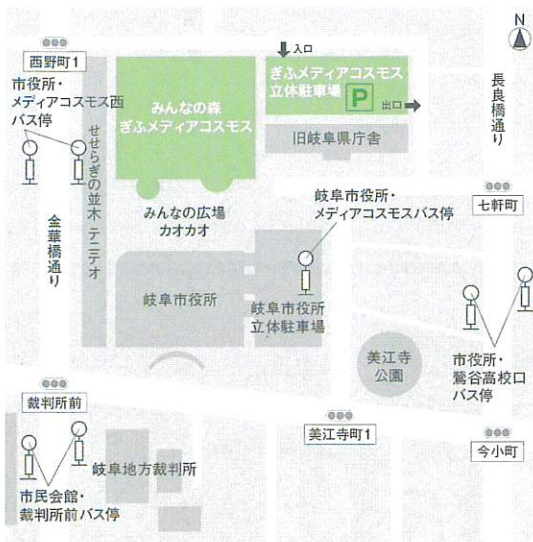 N
西野町1
入口
ぎふメディアコスモス
立体駐車場
P
出口
市役所・
メディアコスモス西
バス停
みんなの森
ぎふメディアコスモス
旧岐阜県庁舎
長良橋通り
せせらぎの並木 テニテオ
みんなの広場
カオカオ
岐阜市役所・
メディアコスモスバス停
七軒町
金華橋通り
岐阜市役所
岐阜市役所
立体駐車場
美江寺
公園
市役所・
鶯谷高校口
バス停
裁判所前
美江寺町1
今小町
岐阜地方裁判所
市民会館・
裁判所前バス停